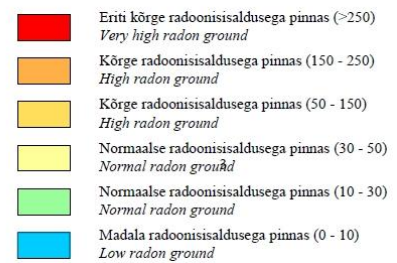 Eriti kõrge radoonisisaldusega pinnas (>250)
Very high radon ground
Kõrge radoonisisaldusega pinnas (150 - 250)
High radon ground
Kõrge radoonisisaldusega pinnas (50 - 150)
High radon ground
Normaalse radoonisisaldusega pinnas (30 - 50)
Normal radon ground
2
Normaalse radoonisisaldusega pinnas (10 - 30)
Normal radon ground
Madala radoonisisaldusega pinnas (0 - 10)
Low radon ground